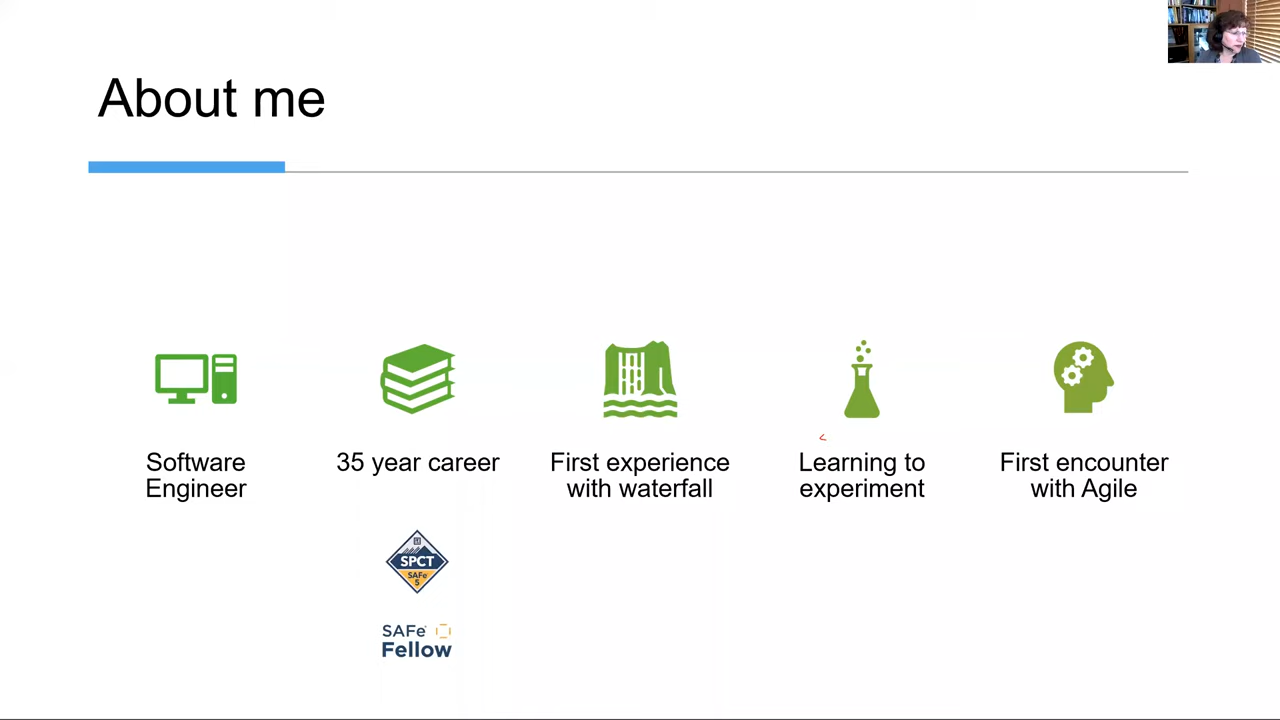 About me
Software
Engineer
35 year career
First experience
with waterfall
Learning to
experiment
First encounter
with Agile
SPCT
SAFe
5
SAFe
Fellow